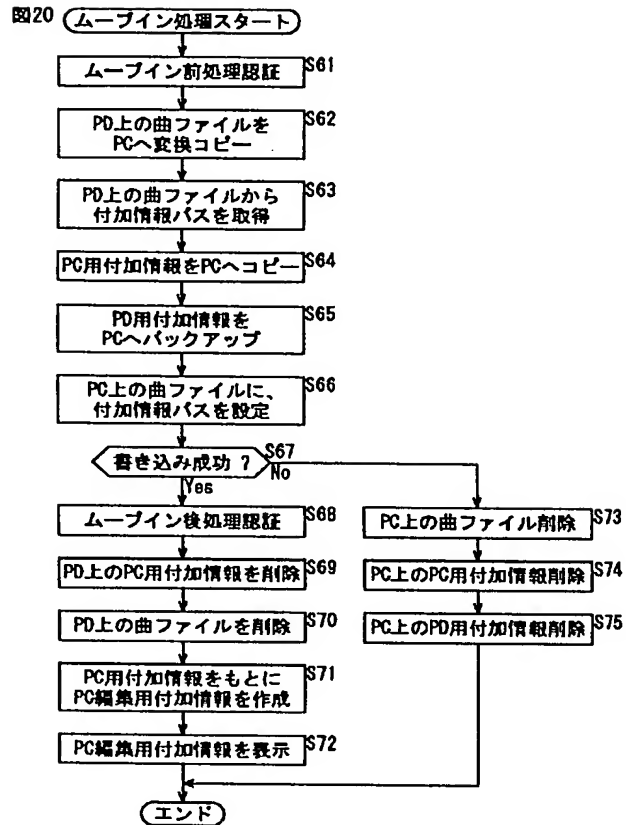 図20
ムーブイン処理スタート
ムーブイン前処理認証 S61
PD上の曲ファイルを S62
PCへ変換コピー
PD上の曲ファイルから S63
付加情報パスを取得
PC用付加情報をPCへコピー S64
PD用付加情報を S65
PCへバックアップ
PC上の曲ファイルに、 S66
付加情報パスを設定
書き込み成功 ? S67
No
Yes
ムーブイン後処理認証 S68
PD上のPC用付加情報を削除 S69
PD上の曲ファイルを削除 S70
PC用付加情報をもとに S71
PC編集用付加情報を作成
PC編集用付加情報を表示 S72
PC上の曲ファイル削除 S73
PC上のPC用付加情報削除 S74
PC上のPD用付加情報削除 S75
エンド